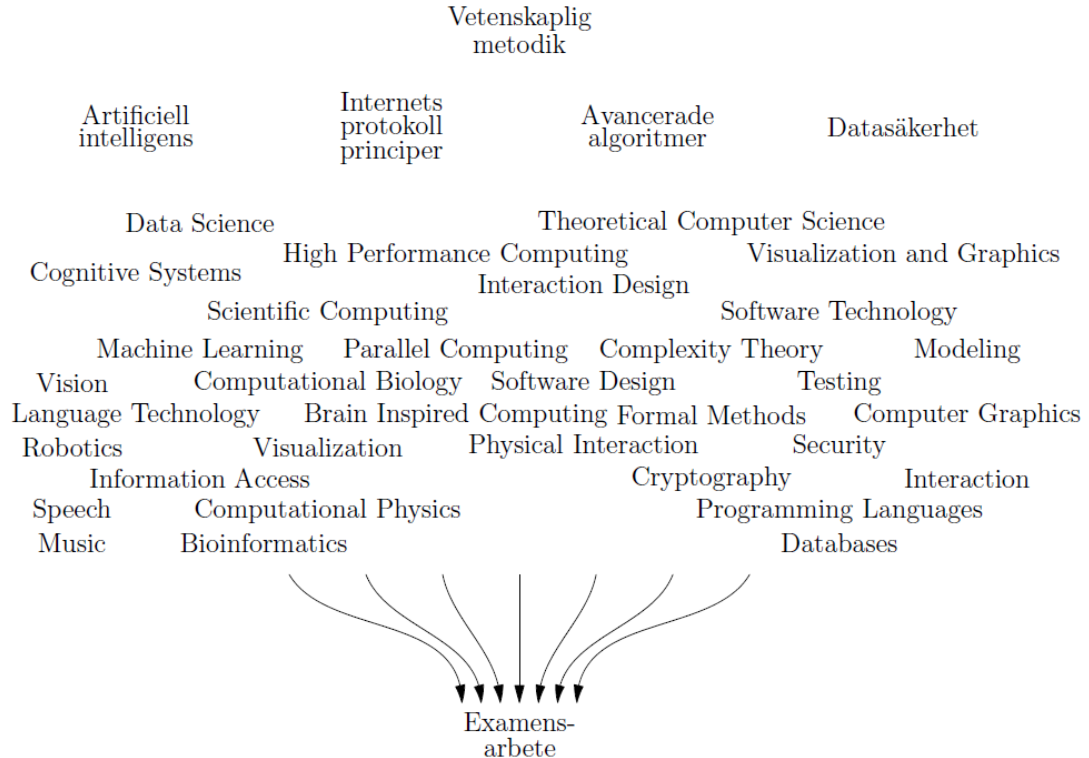 Vetenskaplig
metodik
Artificiell
intelligens
Internets
protokoll
principer
Avancerade
algoritmer
Datasäkerhet
Data Science
Theoretical Computer Science
High Performance Computing
Visualization and Graphics
Cognitive Systems
Interaction Design
Scientific Computing
Software Technology
Machine Learning
Parallel Computing
Complexity Theory
Modeling
Vision
Computational Biology
Software Design
Testing
Language Technology
Brain Inspired Computing
Formal Methods
Computer Graphics
Robotics
Visualization
Physical Interaction
Security
Information Access
Cryptography
Interaction
Speech
Computational Physics
Programming Languages
Music
Bioinformatics
Databases
Examens-
arbete